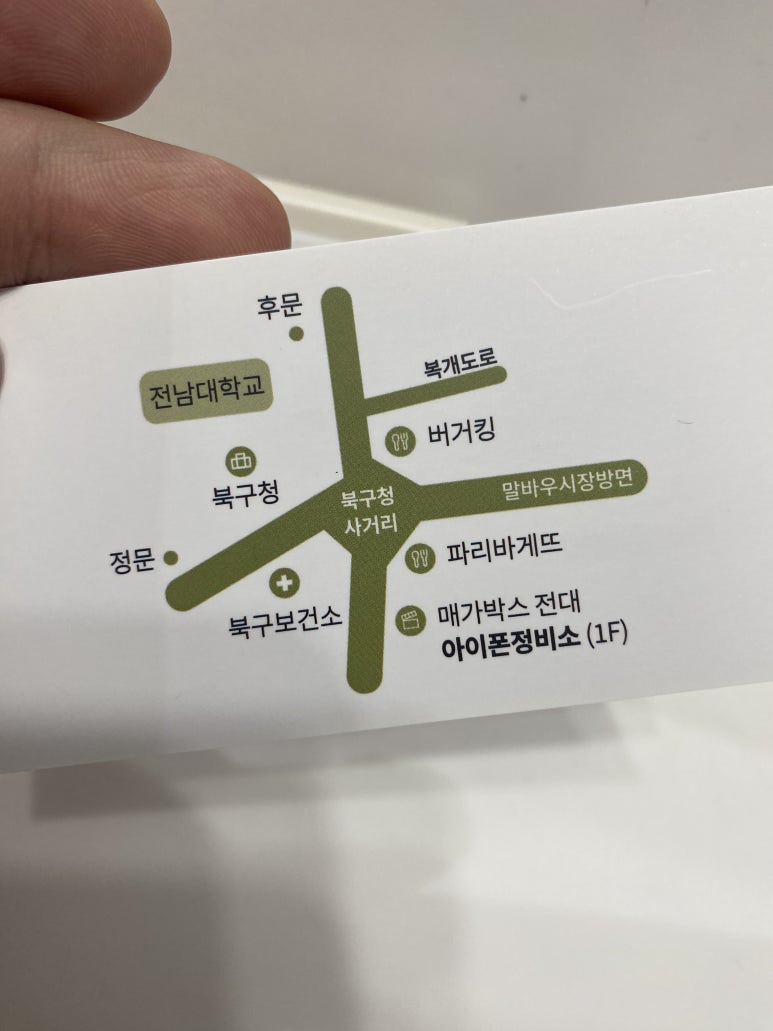 후문
전남대학교
복개도로
버거킹
북구청
북구청
사거리
말바우시장방면
정문
파리바게뜨
북구보건소
매가박스 전대
아이폰정비소 (1F)